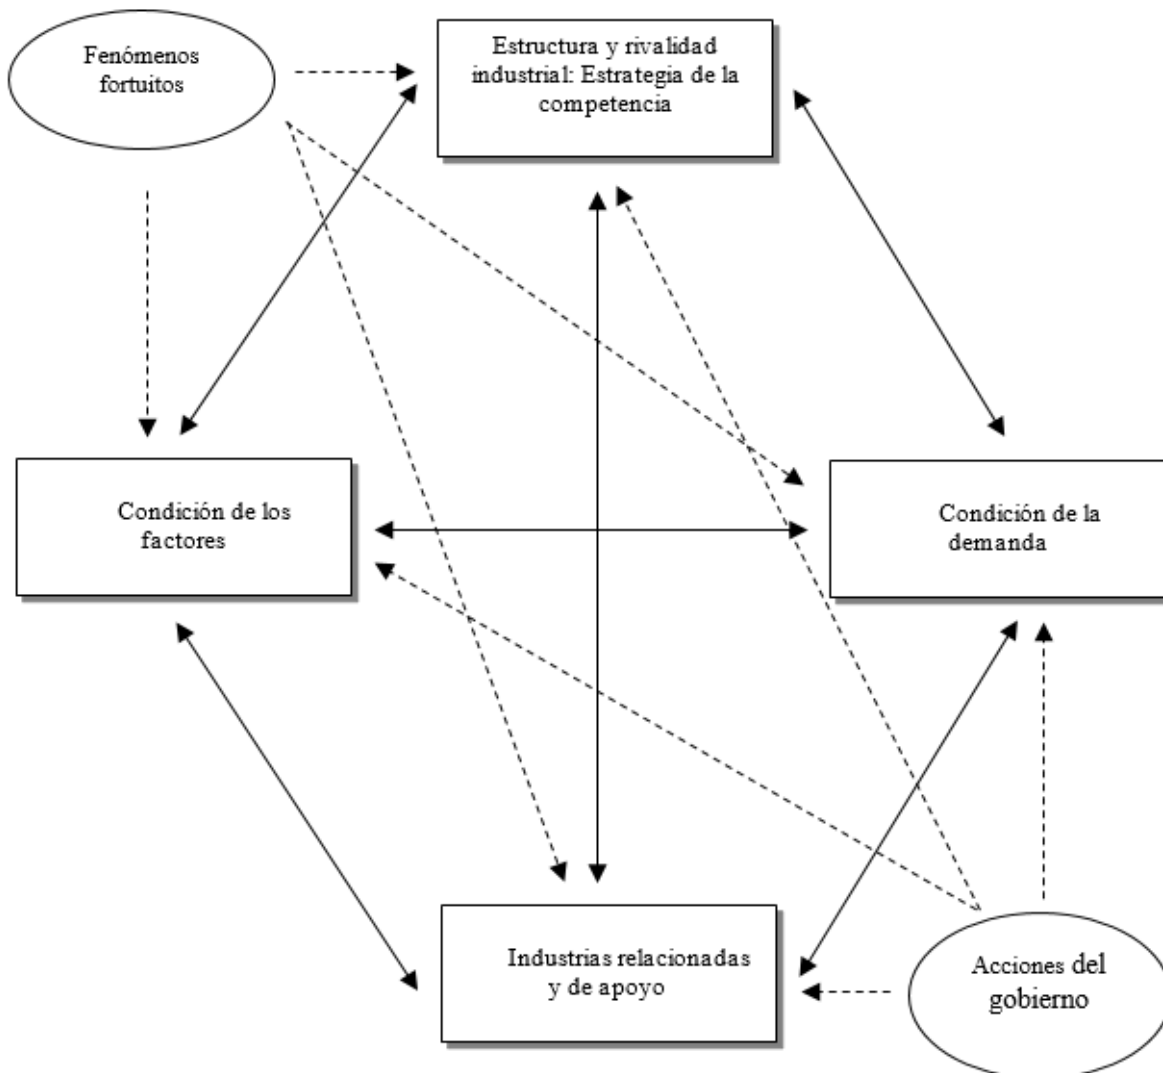 Fenómenos
fortuitos
Estructura y rivalidad
industrial: Estrategia de la
competencia
Condición de los
factores
Condición de la
demanda
Industrias relacionadas
y de apoyo
Acciones del
gobierno